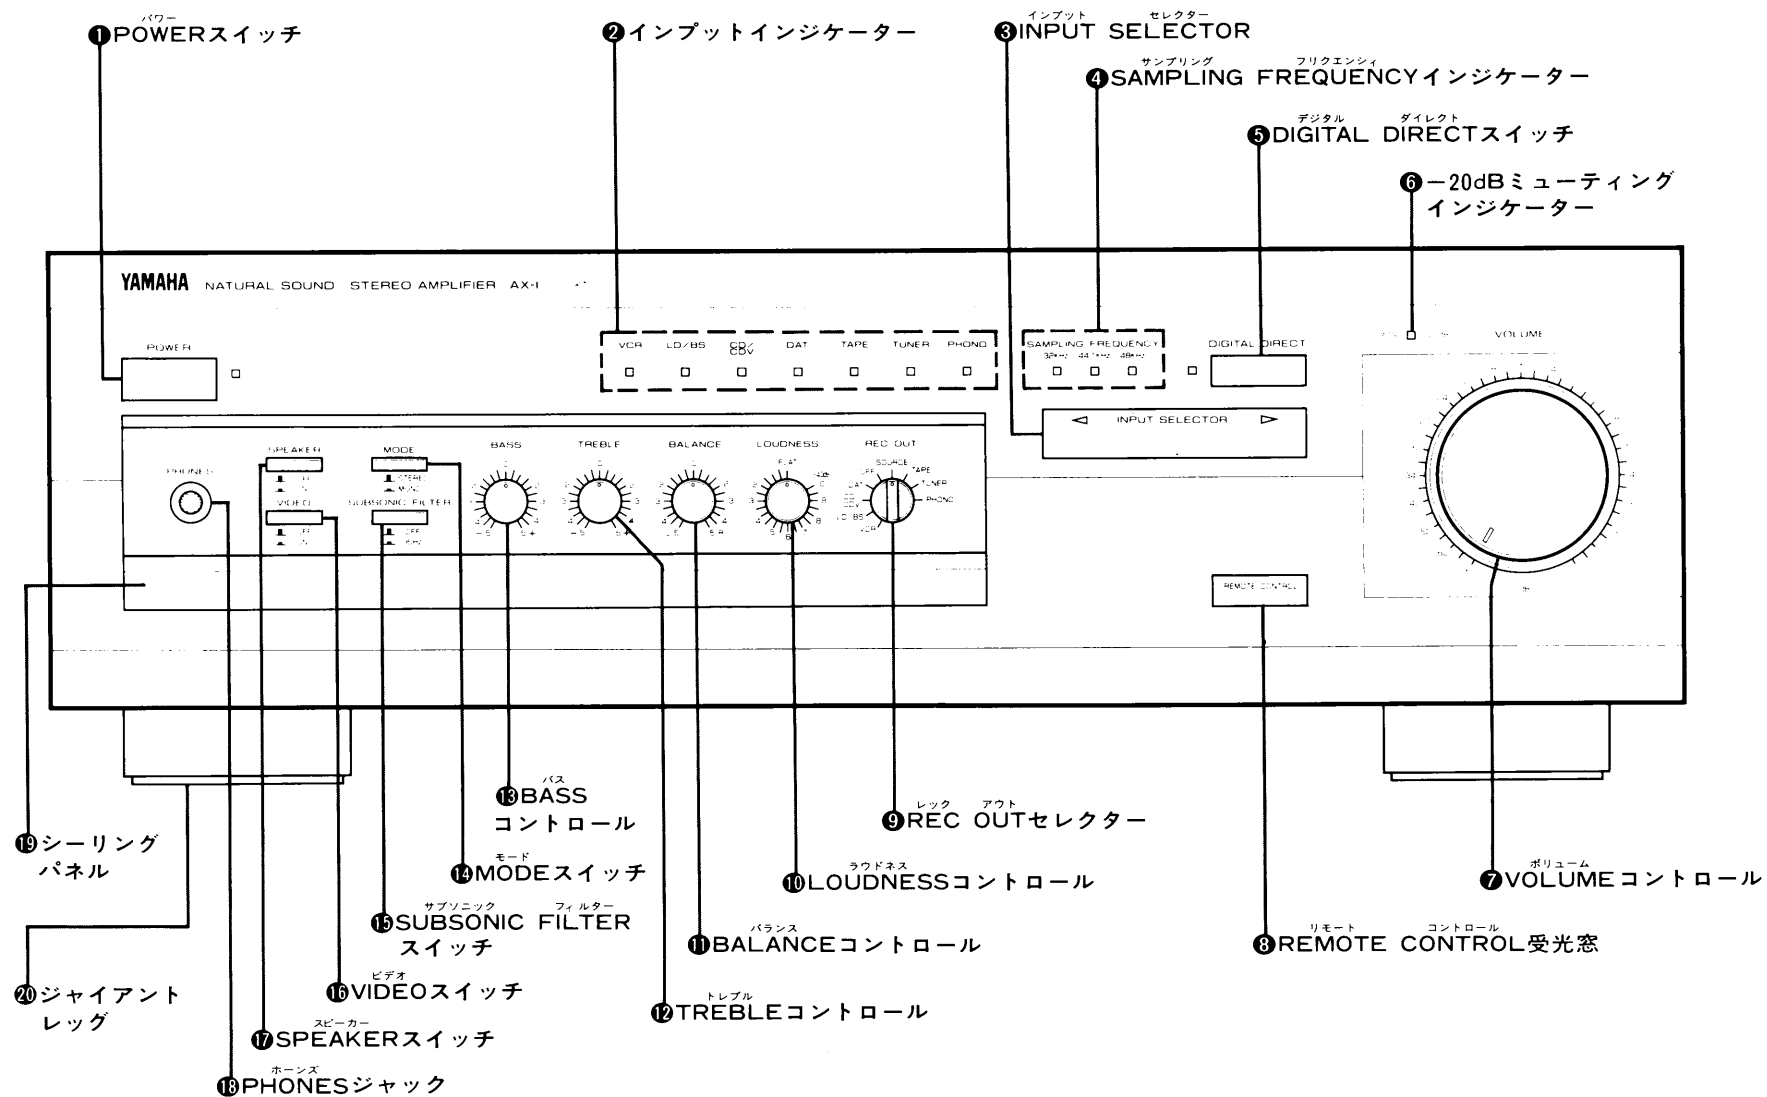 パワー
❶POWERスイッチ
❷インプットインジケーター
インプット セレクター
❸INPUT SELECTOR
サンプリング フリクエンシィ
❹SAMPLING FREQUENCYインジケーター
デジタル ダイレクト
❺DIGITAL DIRECTスイッチ
❻－20dBミューティング
インジケーター
YAMAHA NATURAL SOUND STEREO AMPLIFIER AX-1
POWER
VCR LD/BS CD/CDV DAT TAPE TUNER PHONO
SAMPLING FREQUENCY
32kHz 44.1kHz 48kHz
DIGITAL DIRECT
VOLUME
INPUT SELECTOR
PHONES
SPEAKER
VIDEO
MODE
STEREO
MONO
SUBSONIC FILTER
OFF
BASS
TREBLE
BALANCE
LOUDNESS
FLAT
REC OUT
SOURCE
OFF TAPE
DAT TUNER
CDV PHONO
LD/BS
VCR
REMOTE CONTROL
バス
⓭BASS
コントロール
レック アウト
❾REC OUTセレクター
⓳シーリング
パネル
モード
⓮MODEスイッチ
ラウドネス
❿LOUDNESSコントロール
ボリューム
❼VOLUMEコントロール
サブソニック フィルター
⓯SUBSONIC FILTER
スイッチ
バランス
⓫BALANCEコントロール
リモート コントロール
❽REMOTE CONTROL受光窓
⓴ジャイアント
レッグ
ビデオ
⓰VIDEOスイッチ
トレブル
⓬TREBLEコントロール
スピーカー
⓱SPEAKERスイッチ
ホーンズ
⓲PHONESジャック